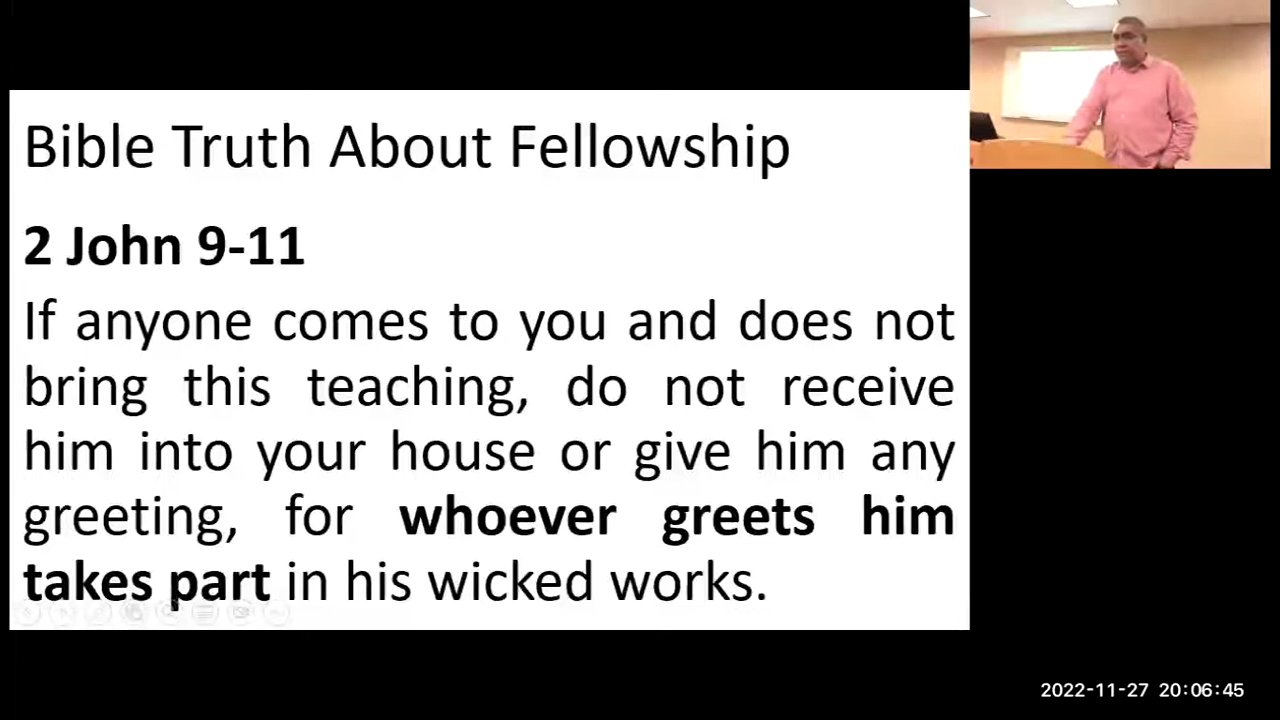 Bible Truth About Fellowship
2 John 9-11
If anyone comes to you and does not
bring this teaching, do not receive
him into your house or give him any
greeting, for whoever greets him
takes part in his wicked works.
2022-11-27 20:06:45